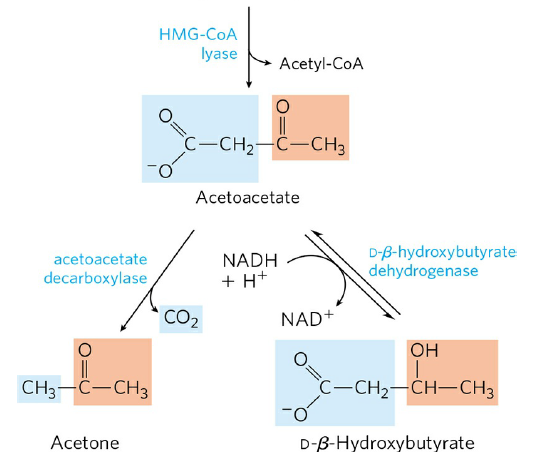 HMG-CoA
lyase
Acetyl-CoA
O
O
C—CH₂—C—CH₃
⁻O
Acetoacetate
acetoacetate
decarboxylase
CO₂
NADH
+ H⁺
NAD⁺
D-β-hydroxybutyrate
dehydrogenase
O
CH₃—C—CH₃
Acetone
O
OH
C—CH₂—CH—CH₃
⁻O
D-β-Hydroxybutyrate